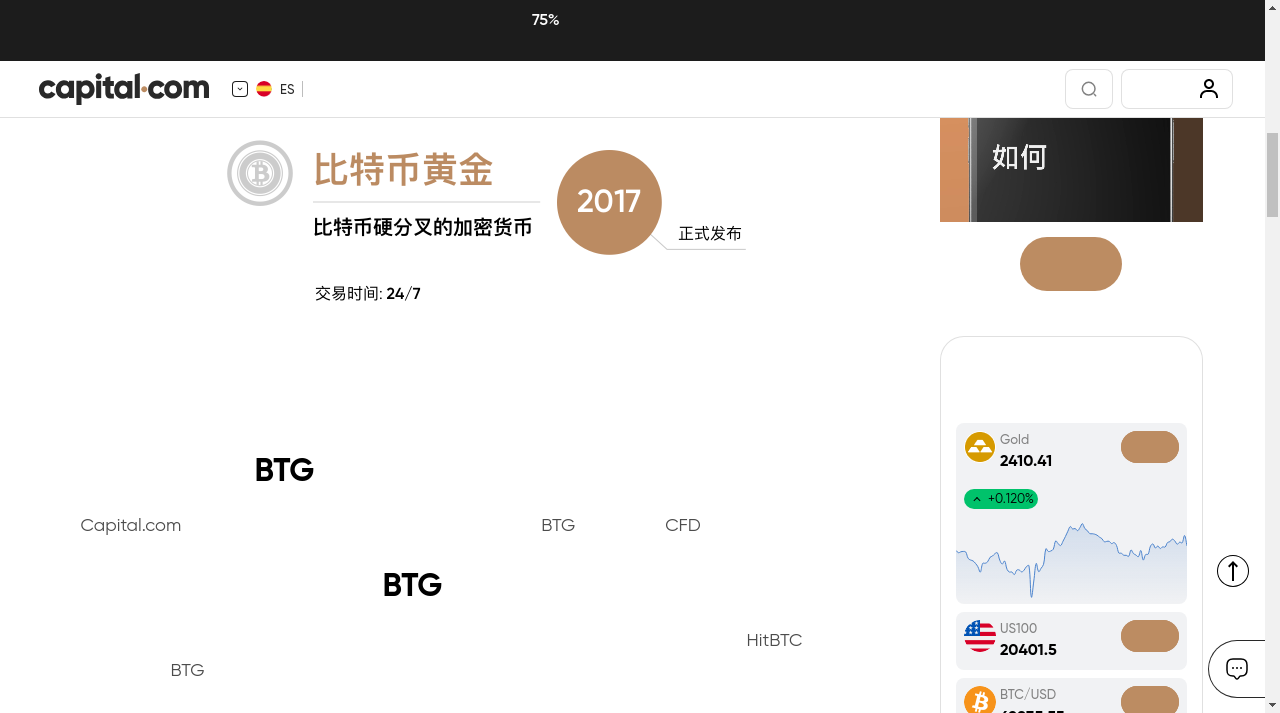 75%
capital.com
ES
比特币黄金
比特币硬分叉的加密货币
2017
正式发布
交易时间: 24/7
如何
BTG
Capital.com BTG CFD
BTG
HitBTC
BTG
Gold
2410.41
+0.120%
US100
20401.5
BTC/USD